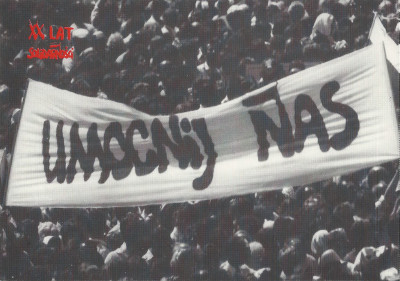 XX LAT
Solidarność
UMOCNIJ NAS